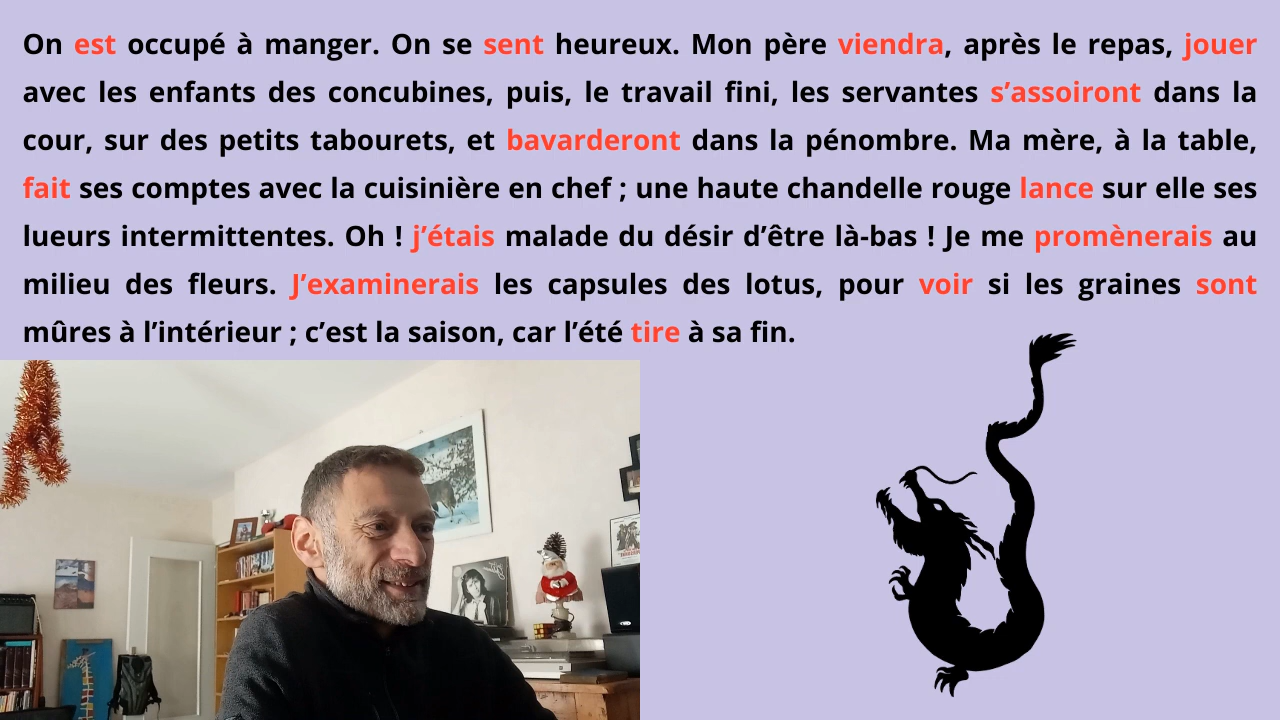 On est occupé à manger. On se sent heureux. Mon père viendra, après le repas, jouer
avec les enfants des concubines, puis, le travail fini, les servantes s’assoiront dans la
cour, sur des petits tabourets, et bavarderont dans la pénombre. Ma mère, à la table,
fait ses comptes avec la cuisinière en chef ; une haute chandelle rouge lance sur elle ses
lueurs intermittentes. Oh ! j’étais malade du désir d’être là-bas ! Je me promènerais au
milieu des fleurs. J’examinerais les capsules des lotus, pour voir si les graines sont
mûres à l’intérieur ; c’est la saison, car l’été tire à sa fin.